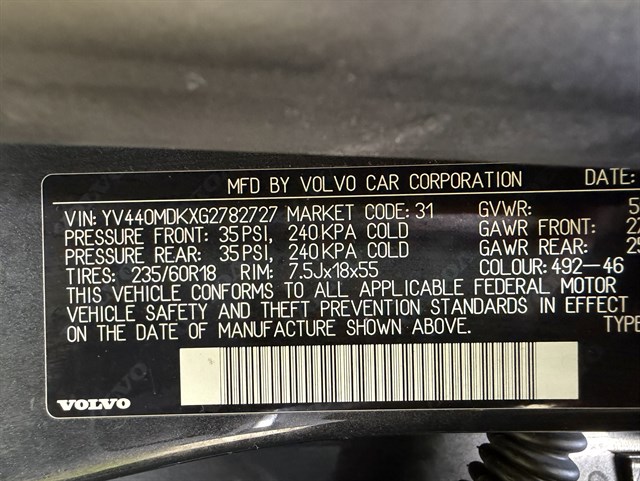 MFD BY VOLVO CAR CORPORATION DATE:
VIN: YV440MDKXG2782727 MARKET CODE: 31 GVWR: 5
PRESSURE FRONT: 35PSI, 240KPA COLD GAWR FRONT: 27
PRESSURE REAR: 35PSI, 240KPA COLD GAWR REAR: 29
TIRES: 235/60R18 RIM: 7.5Jx18x55 COLOUR: 492-46
THIS VEHICLE CONFORMS TO ALL APPLICABLE FEDERAL MOTOR
VEHICLE SAFETY AND THEFT PREVENTION STANDARDS IN EFFECT
ON THE DATE OF MANUFACTURE SHOWN ABOVE. TYPE
VOLVO